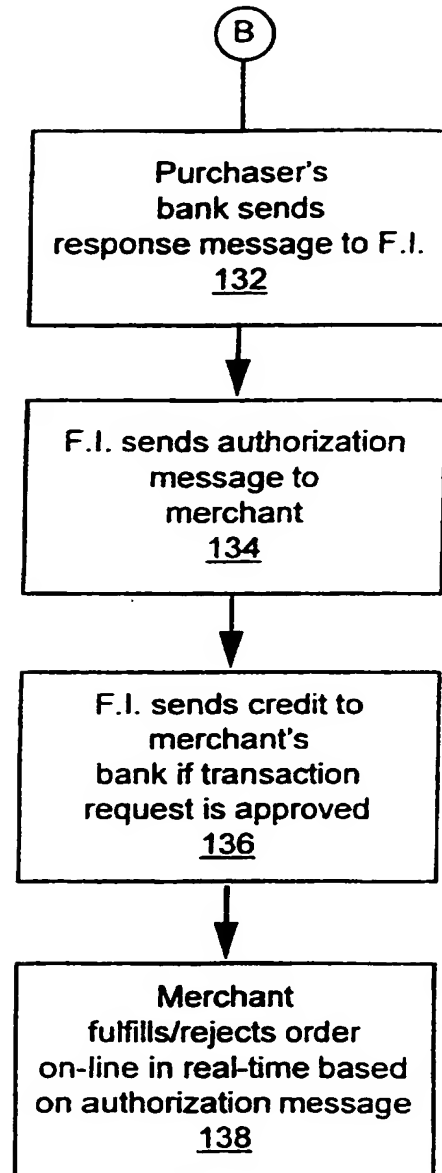 B
Purchaser's
bank sends
response message to F.I.
132
F.I. sends authorization
message to
merchant
134
F.I. sends credit to
merchant's
bank if transaction
request is approved
136
Merchant
fulfills/rejects order
on-line in real-time based
on authorization message
138